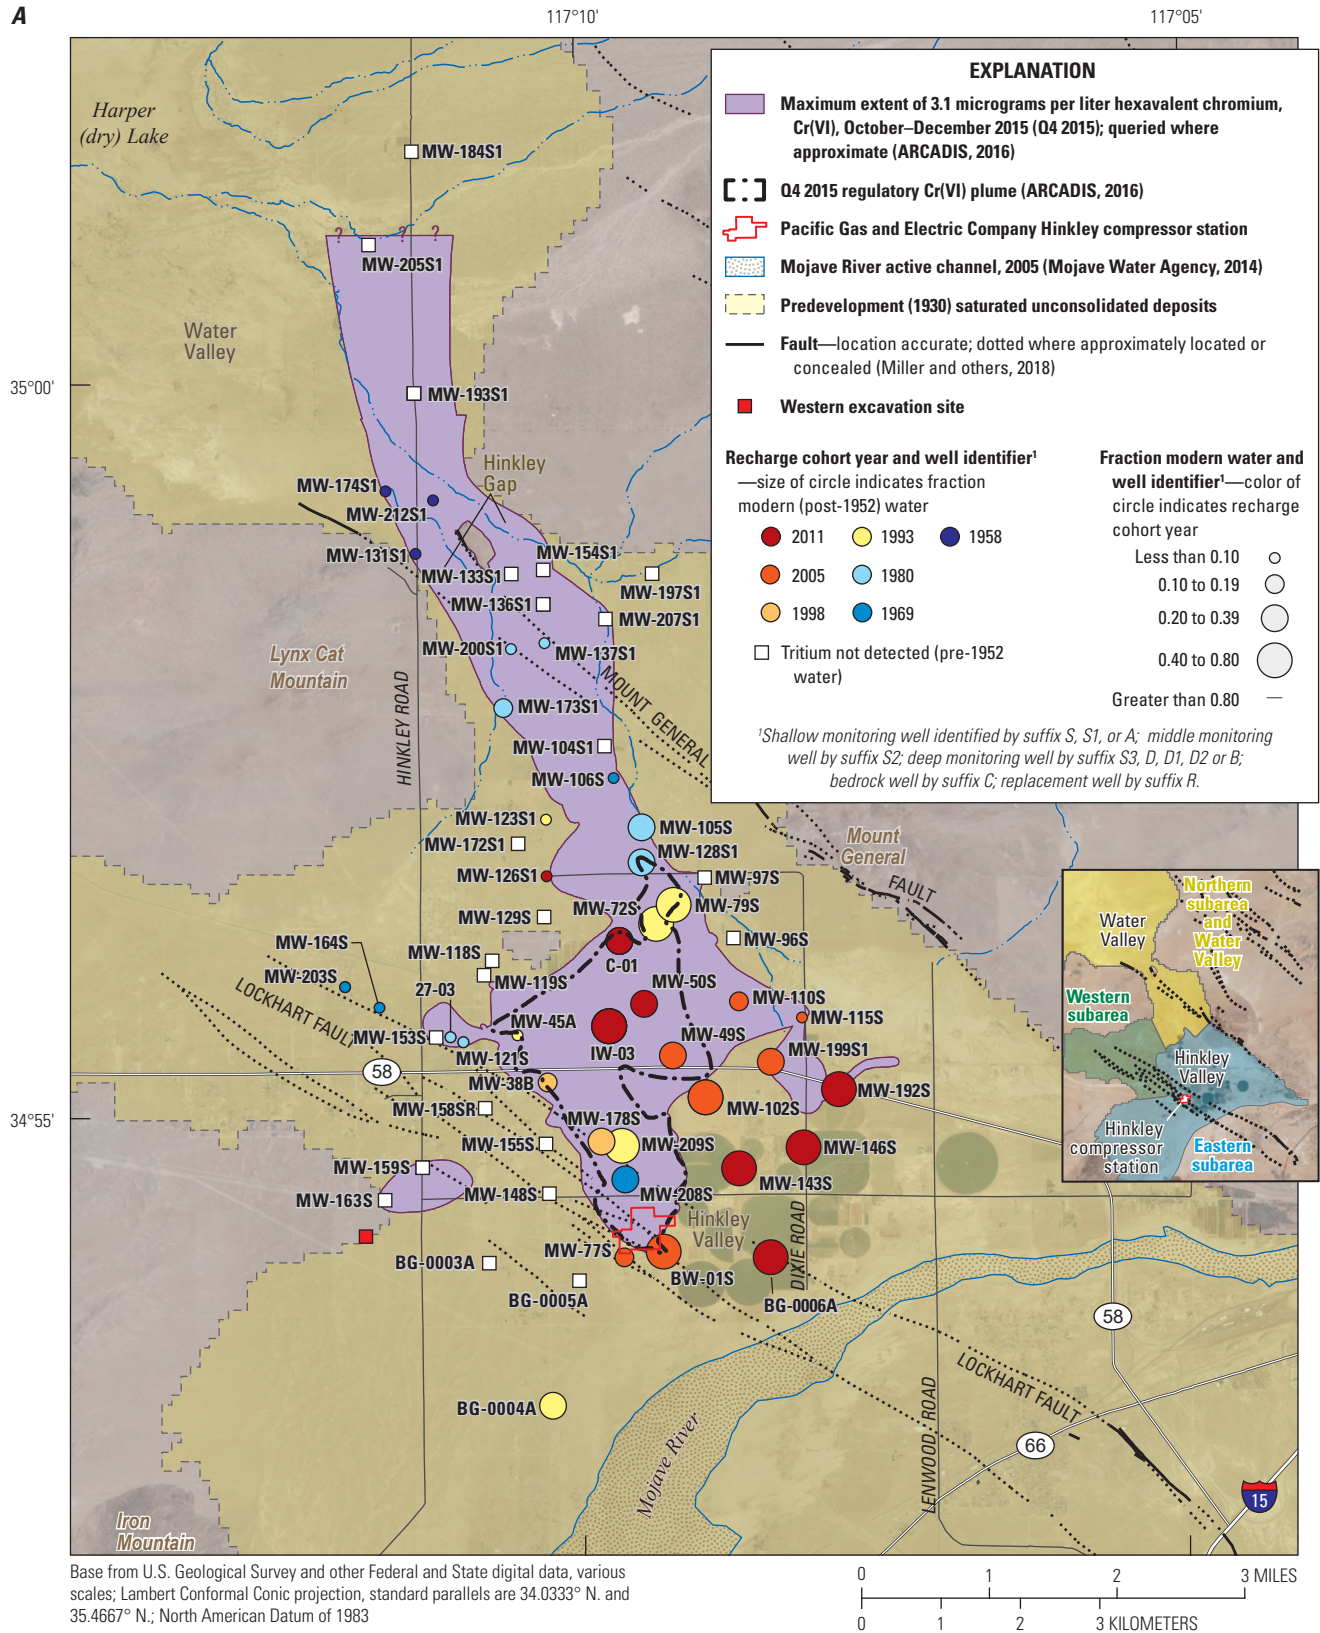 A
117°10'
117°05'
EXPLANATION
Maximum extent of 3.1 micrograms per liter hexavalent chromium,
Cr(VI), October–December 2015 (Q4 2015); queried where
approximate (ARCADIS, 2016)
Q4 2015 regulatory Cr(VI) plume (ARCADIS, 2016)
Pacific Gas and Electric Company Hinkley compressor station
Mojave River active channel, 2005 (Mojave Water Agency, 2014)
Predevelopment (1930) saturated unconsolidated deposits
Fault—location accurate; dotted where approximately located or
concealed (Miller and others, 2018)
Western excavation site
Recharge cohort year and well identifier¹
—size of circle indicates fraction
modern (post-1952) water
2011
1993
1958
2005
1980
1998
1969
Tritium not detected (pre-1952
water)
Fraction modern water and
well identifier¹—color of
circle indicates recharge
cohort year
Less than 0.10
0.10 to 0.19
0.20 to 0.39
0.40 to 0.80
Greater than 0.80 —
¹Shallow monitoring well identified by suffix S, S1, or A; middle monitoring
well by suffix S2; deep monitoring well by suffix S3, D, D1, D2 or B;
bedrock well by suffix C; replacement well by suffix R.
Harper
(dry) Lake
MW-184S1
? ? ?
MW-205S1
Water
Valley
35°00'
MW-193S1
Hinkley
Gap
MW-174S1
MW-212S1
MW-131S1
MW-154S1
MW-133S1
MW-197S1
MW-136S1
MW-207S1
MW-200S1
MW-137S1
Lynx Cat
Mountain
MOUNT GENERAL
HINKLEY ROAD
MW-173S1
MW-104S1
MW-106S
MW-123S1
MW-105S
MW-172S1
MW-128S1
Mount
General
FAULT
MW-126S1
MW-97S
MW-72S
MW-79S
MW-129S
MW-96S
MW-164S
MW-118S
C-01
MW-203S
MW-119S
MW-50S
27-03
LOCKHART FAULT
MW-110S
MW-115S
MW-45A
MW-153S
IW-03
MW-49S
MW-121S
MW-199S1
58
MW-38B
MW-192S
MW-158SR
MW-102S
34°55'
MW-178S
MW-155S
MW-209S
MW-146S
MW-159S
MW-143S
MW-163S
MW-148S
MW-208S
Hinkley
Valley
DIXIE ROAD
MW-77S
BG-0003A
BW-01S
BG-0005A
BG-0006A
58
LOCKHART FAULT
BG-0004A
LENWOOD ROAD
66
Mojave River
15
Iron
Mountain
Northern
subarea
and
Water
Valley
Water
Valley
Western
subarea
Hinkley
Valley
Hinkley
compressor
station
Eastern
subarea
Base from U.S. Geological Survey and other Federal and State digital data, various
scales; Lambert Conformal Conic projection, standard parallels are 34.0333° N. and
35.4667° N.; North American Datum of 1983
0 1 2 3 MILES
0 1 2 3 KILOMETERS